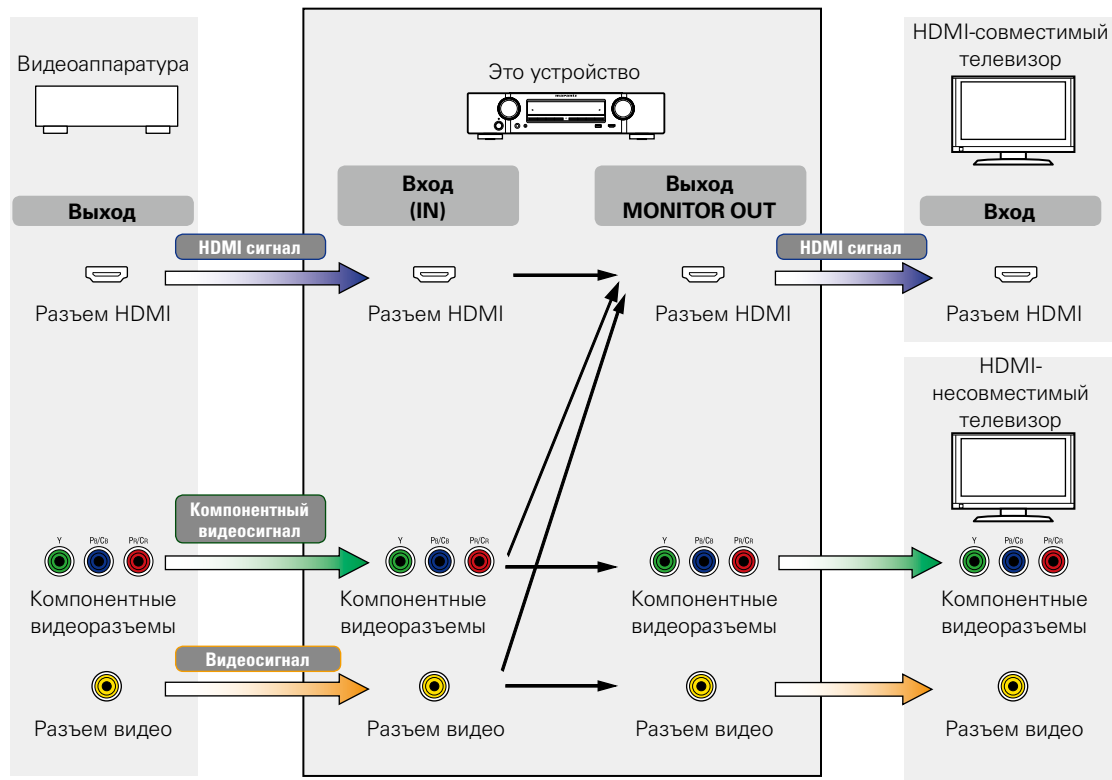 Видеоаппаратура
Это устройство
HDMI-совместимый
телевизор
marantz
Выход
Вход
(IN)
Выход
MONITOR OUT
Вход
HDMI сигнал
HDMI сигнал
Разъем HDMI
Разъем HDMI
Разъем HDMI
Разъем HDMI
HDMI-
несовместимый
телевизор
Компонентный
видеосигнал
Y PB/CB PR/CR
Y PB/CB PR/CR
Y PB/CB PR/CR
Y PB/CB PR/CR
Компонентные
видеоразъемы
Компонентные
видеоразъемы
Компонентные
видеоразъемы
Компонентные
видеоразъемы
Видеосигнал
Разъем видео
Разъем видео
Разъем видео
Разъем видео